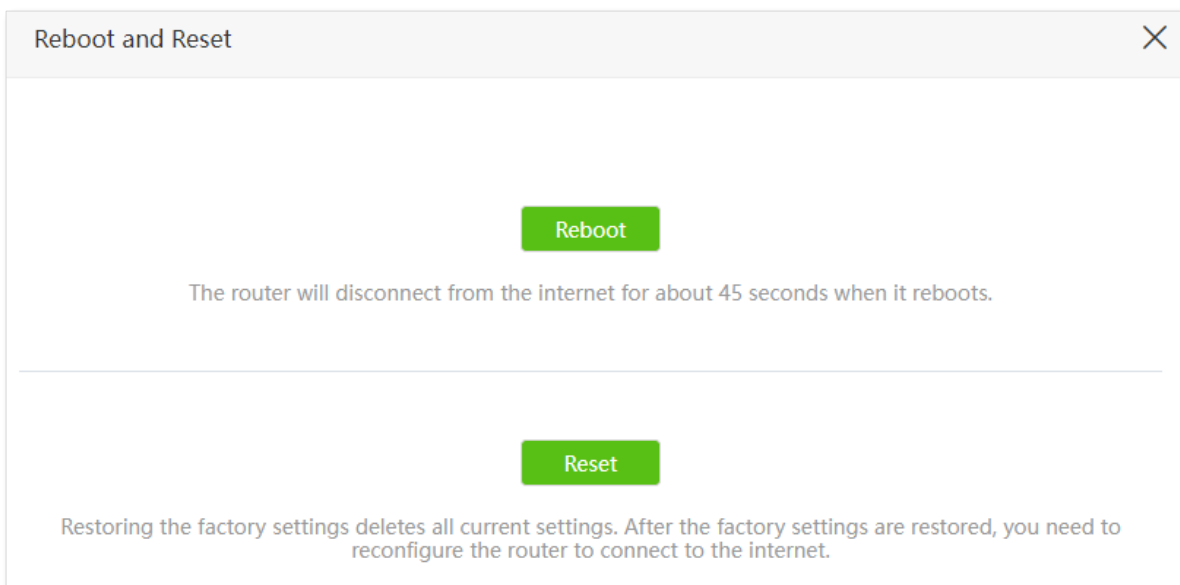 Reboot and Reset
Reboot
The router will disconnect from the internet for about 45 seconds when it reboots.
Reset
Restoring the factory settings deletes all current settings. After the factory settings are restored, you need to
reconfigure the router to connect to the internet.